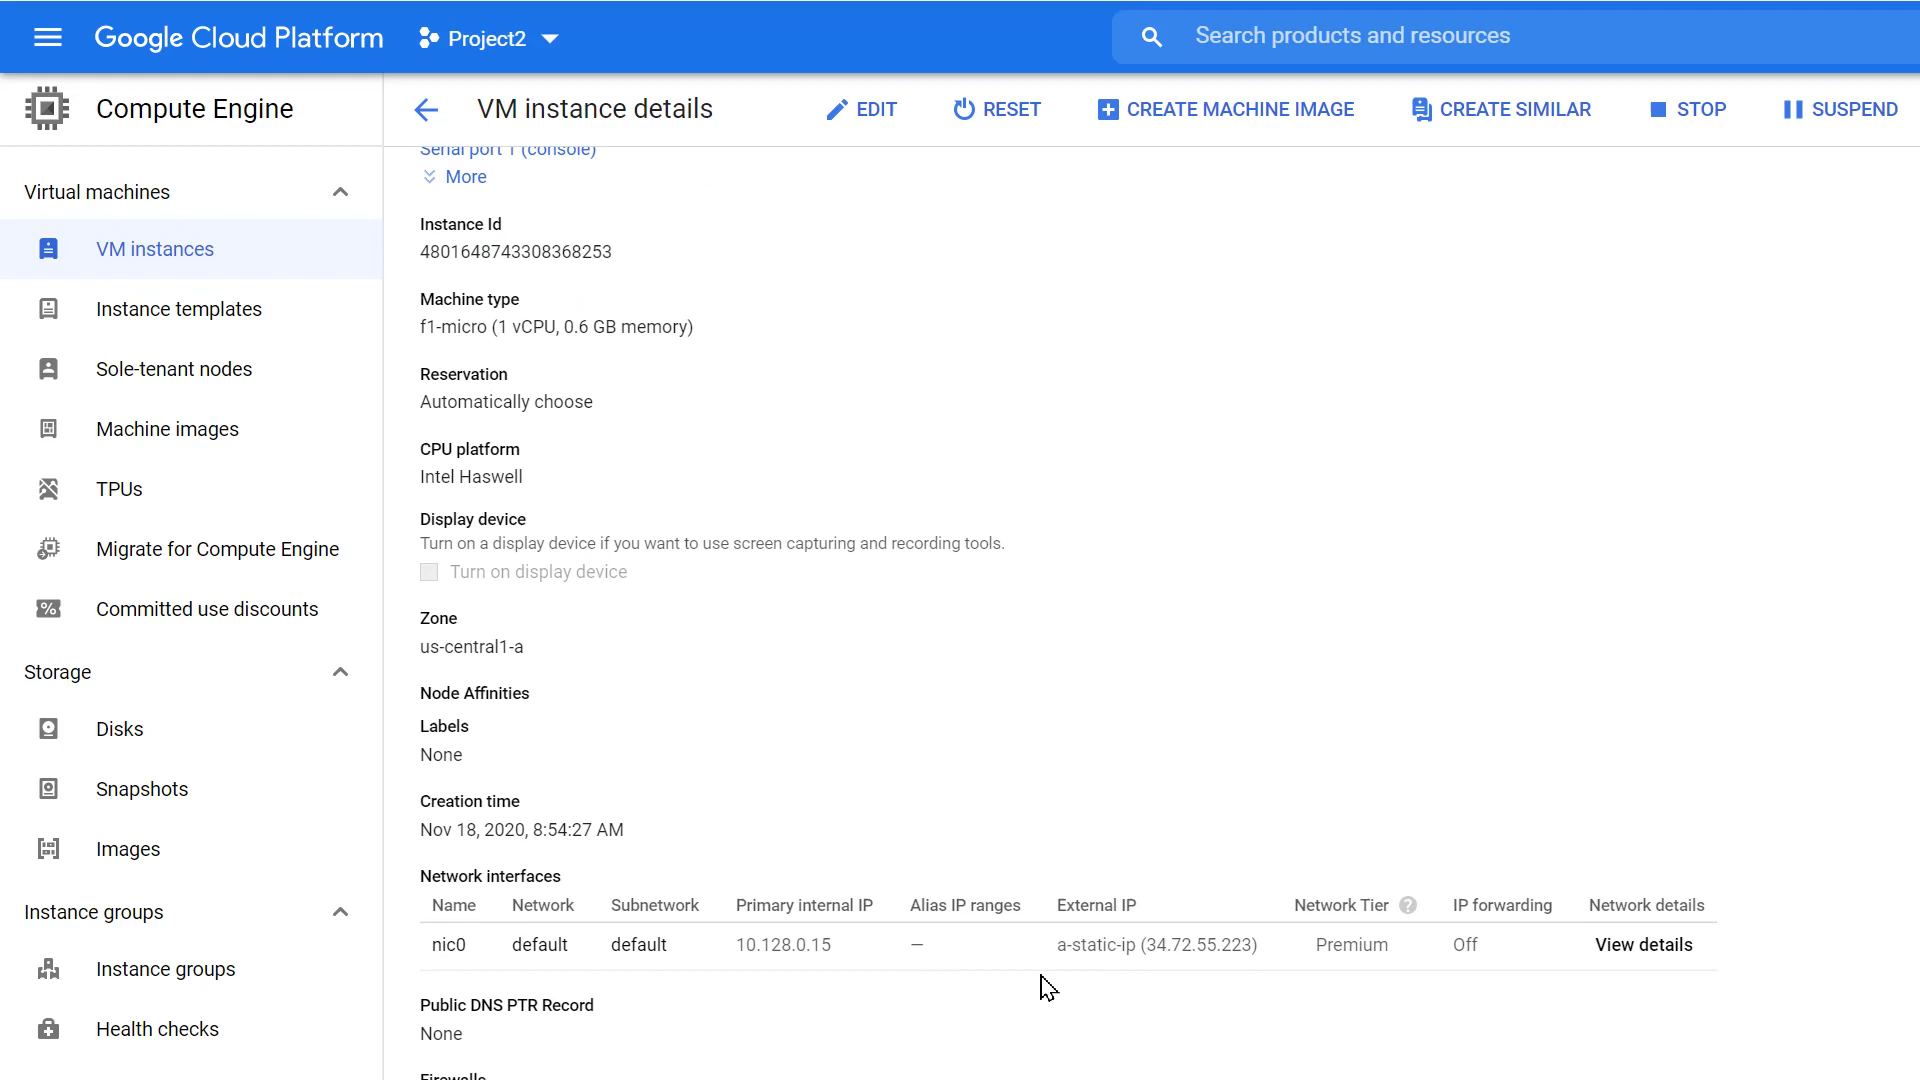 Google Cloud Platform
Project2
Search products and resources
Compute Engine
VM instance details
EDIT
RESET
CREATE MACHINE IMAGE
CREATE SIMILAR
STOP
SUSPEND
Virtual machines
VM instances
Instance templates
Sole-tenant nodes
Machine images
TPUs
Migrate for Compute Engine
Committed use discounts
Storage
Disks
Snapshots
Images
Instance groups
Instance groups
Health checks
Serial port 1 (console)
More
Instance Id
4801648743308368253
Machine type
f1-micro (1 vCPU, 0.6 GB memory)
Reservation
Automatically choose
CPU platform
Intel Haswell
Display device
Turn on a display device if you want to use screen capturing and recording tools.
Turn on display device
Zone
us-central1-a
Node Affinities
Labels
None
Creation time
Nov 18, 2020, 8:54:27 AM
Network interfaces
Name Network Subnetwork Primary internal IP Alias IP ranges External IP Network Tier ? IP forwarding Network details
nic0 default default 10.128.0.15 — a-static-ip (34.72.55.223) Premium Off View details
Public DNS PTR Record
None
Firewalls